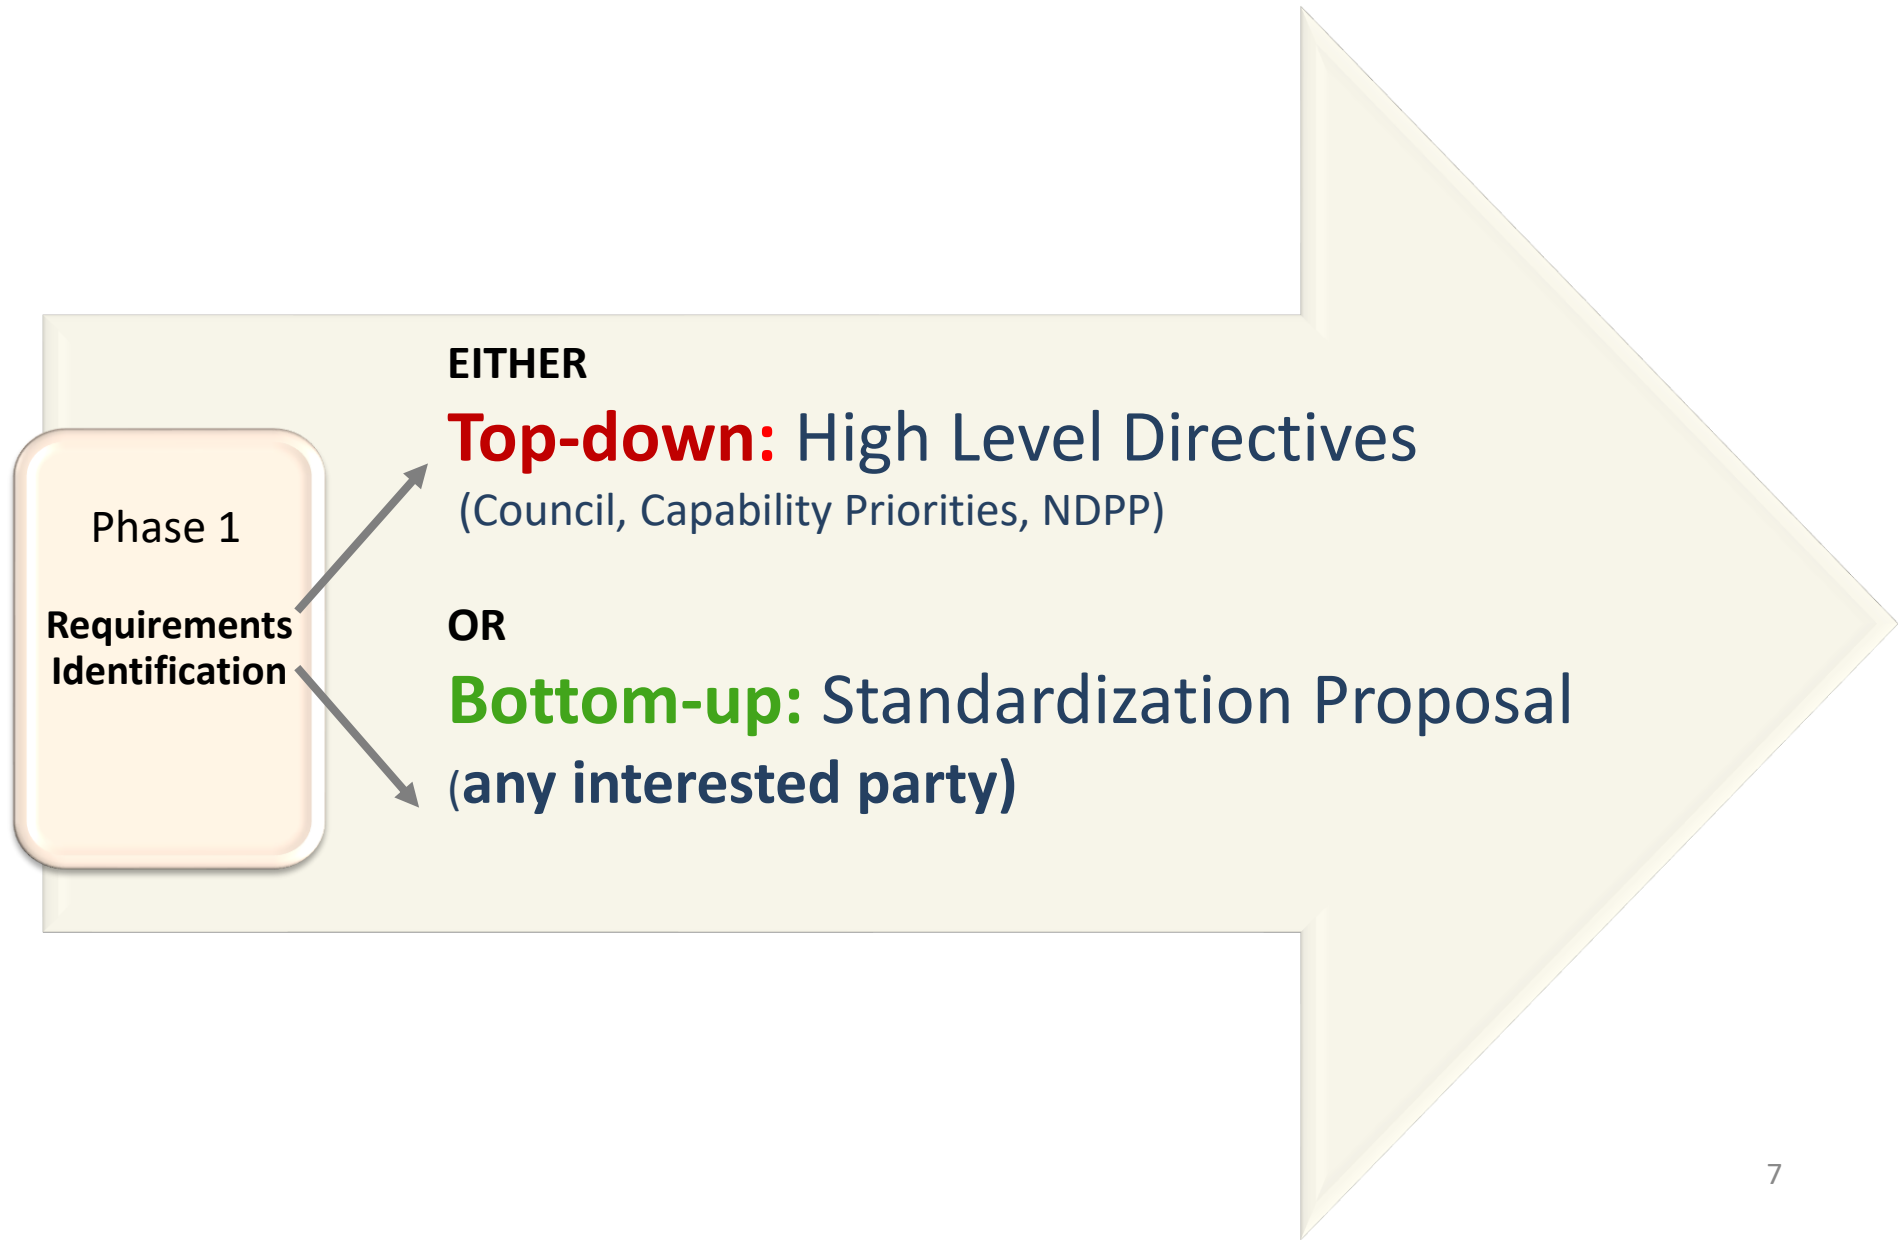 Phase 1
Requirements
Identification
EITHER
Top-down: High Level Directives
(Council, Capability Priorities, NDPP)
OR
Bottom-up: Standardization Proposal
(any interested party)
7